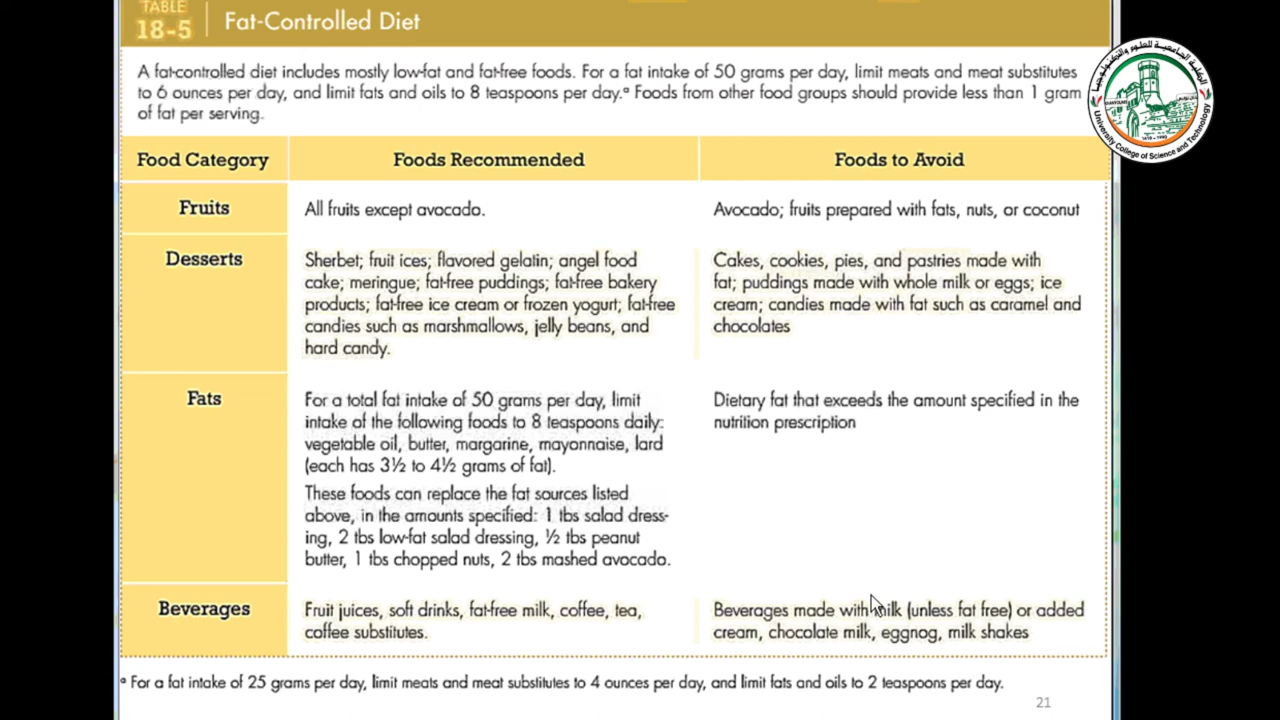 TABLE
18-5
Fat-Controlled Diet
A fat-controlled diet includes mostly low-fat and fat-free foods. For a fat intake of 50 grams per day, limit meats and meat substitutes
to 6 ounces per day, and limit fats and oils to 8 teaspoons per day.ᵃ Foods from other food groups should provide less than 1 gram
of fat per serving.
Food Category
Foods Recommended
Foods to Avoid
Fruits
All fruits except avocado.
Avocado; fruits prepared with fats, nuts, or coconut
Desserts
Sherbet; fruit ices; flavored gelatin; angel food
cake; meringue; fat-free puddings; fat-free bakery
products; fat-free ice cream or frozen yogurt; fat-free
candies such as marshmallows, jelly beans, and
hard candy.
Cakes, cookies, pies, and pastries made with
fat; puddings made with whole milk or eggs; ice
cream; candies made with fat such as caramel and
chocolates
Fats
For a total fat intake of 50 grams per day, limit
intake of the following foods to 8 teaspoons daily:
vegetable oil, butter, margarine, mayonnaise, lard
(each has 3½ to 4½ grams of fat).
These foods can replace the fat sources listed
above, in the amounts specified: 1 tbs salad dress-
ing, 2 tbs low-fat salad dressing, ½ tbs peanut
butter, 1 tbs chopped nuts, 2 tbs mashed avocado.
Dietary fat that exceeds the amount specified in the
nutrition prescription
Beverages
Fruit juices, soft drinks, fat-free milk, coffee, tea,
coffee substitutes.
Beverages made with milk (unless fat free) or added
cream, chocolate milk, eggnog, milk shakes
ᵃ For a fat intake of 25 grams per day, limit meats and meat substitutes to 4 ounces per day, and limit fats and oils to 2 teaspoons per day.
21
الكلية الجامعية للعلوم والتكنولوجيا
University College of Science and Technology